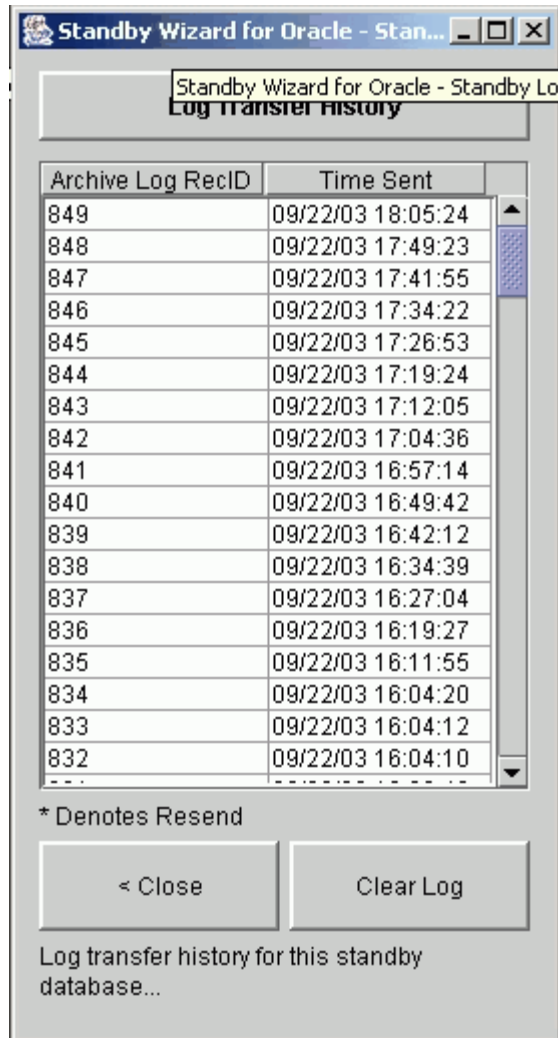 Standby Wizard for Oracle - Stan...
Standby Wizard for Oracle - Standby Lo
Log Transfer History
Archive Log RecID Time Sent
849 09/22/03 18:05:24
848 09/22/03 17:49:23
847 09/22/03 17:41:55
846 09/22/03 17:34:22
845 09/22/03 17:26:53
844 09/22/03 17:19:24
843 09/22/03 17:12:05
842 09/22/03 17:04:36
841 09/22/03 16:57:14
840 09/22/03 16:49:42
839 09/22/03 16:42:12
838 09/22/03 16:34:39
837 09/22/03 16:27:04
836 09/22/03 16:19:27
835 09/22/03 16:11:55
834 09/22/03 16:04:20
833 09/22/03 16:04:12
832 09/22/03 16:04:10
* Denotes Resend
< Close Clear Log
Log transfer history for this standby
database...